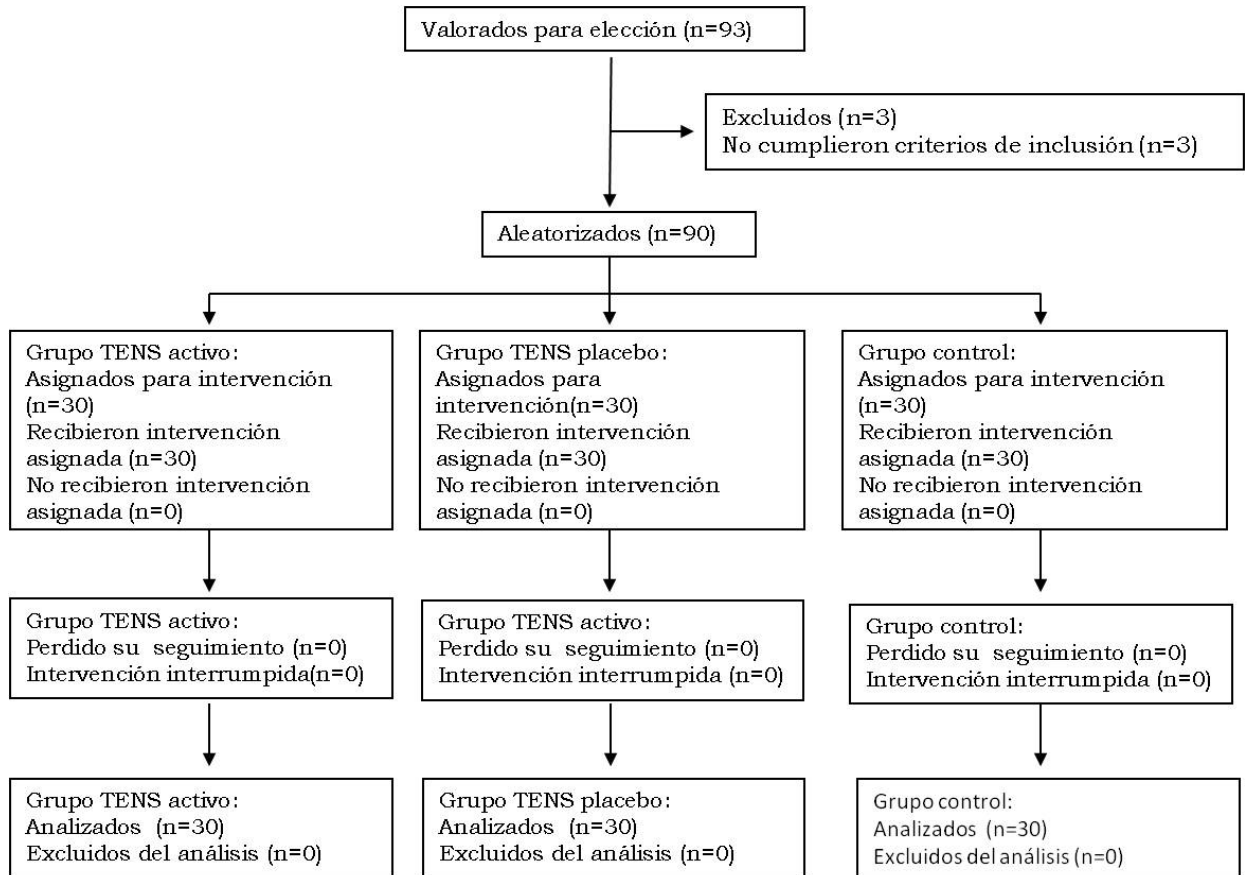 Valorados para elección (n=93)
Excluidos (n=3)
No cumplieron criterios de inclusión (n=3)
Aleatorizados (n=90)
Grupo TENS activo:
Asignados para intervención
(n=30)
Recibieron intervención
asignada (n=30)
No recibieron intervención
asignada (n=0)
Grupo TENS placebo:
Asignados para
intervención(n=30)
Recibieron intervención
asignada (n=30)
No recibieron intervención
asignada (n=0)
Grupo control:
Asignados para intervención
(n=30)
Recibieron intervención
asignada (n=30)
No recibieron intervención
asignada (n=0)
Grupo TENS activo:
Perdido su seguimiento (n=0)
Intervención interrumpida(n=0)
Grupo TENS activo:
Perdido su seguimiento (n=0)
Intervención interrumpida (n=0)
Grupo control:
Perdido su seguimiento (n=0)
Intervención interrumpida (n=0)
Grupo TENS activo:
Analizados (n=30)
Excluidos del análisis (n=0)
Grupo TENS placebo:
Analizados (n=30)
Excluidos del análisis (n=0)
Grupo control:
Analizados (n=30)
Excluidos del análisis (n=0)